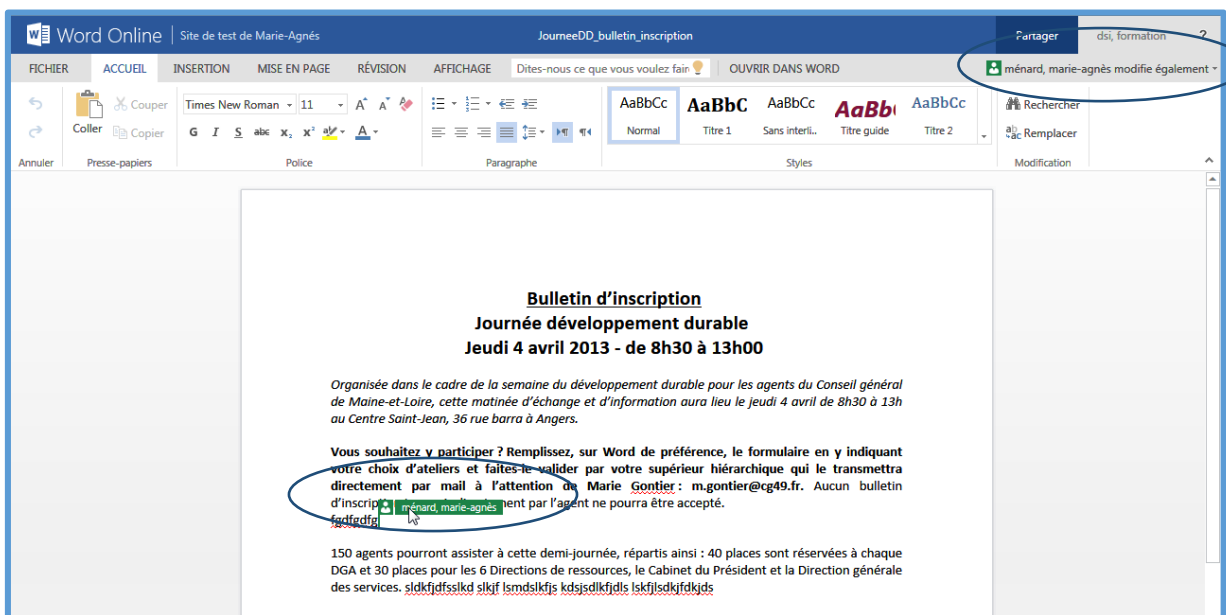 Word Online | Site de test de Marie-Agnés JourneeDD_bulletin_inscription Partager dsi, formation ?
FICHIER ACCUEIL INSERTION MISE EN PAGE RÉVISION AFFICHAGE Dites-nous ce que vous voulez fair OUVRIR DANS WORD ménard, marie-agnès modifie également
Couper Times New Roman 11 AaBbCc AaBbC AaBbCc AaBb AaBbCc Rechercher
Coller Copier G I S abc x₂ x² aby A Normal Titre 1 Sans interli... Titre guide Titre 2 Remplacer
Annuler Presse-papiers Police Paragraphe Styles Modification
Bulletin d’inscription
Journée développement durable
Jeudi 4 avril 2013 - de 8h30 à 13h00
Organisée dans le cadre de la semaine du développement durable pour les agents du Conseil général
de Maine-et-Loire, cette matinée d’échange et d’information aura lieu le jeudi 4 avril de 8h30 à 13h
au Centre Saint-Jean, 36 rue barra à Angers.
Vous souhaitez y participer ? Remplissez, sur Word de préférence, le formulaire en y indiquant
votre choix d’ateliers et faites-le valider par votre supérieur hiérarchique qui le transmettra
directement par mail à l’attention de Marie Gontier : m.gontier@cg49.fr. Aucun bulletin
d’inscrip ménard, marie-agnès ment par l’agent ne pourra être accepté.
fgdfgdfg
150 agents pourront assister à cette demi-journée, répartis ainsi : 40 places sont réservées à chaque
DGA et 30 places pour les 6 Directions de ressources, le Cabinet du Président et la Direction générale
des services. sldkfjdfsslkd slkjf lsmdslkfjs kdsjsdlkfjdls lskfjlsdkjfdkjds